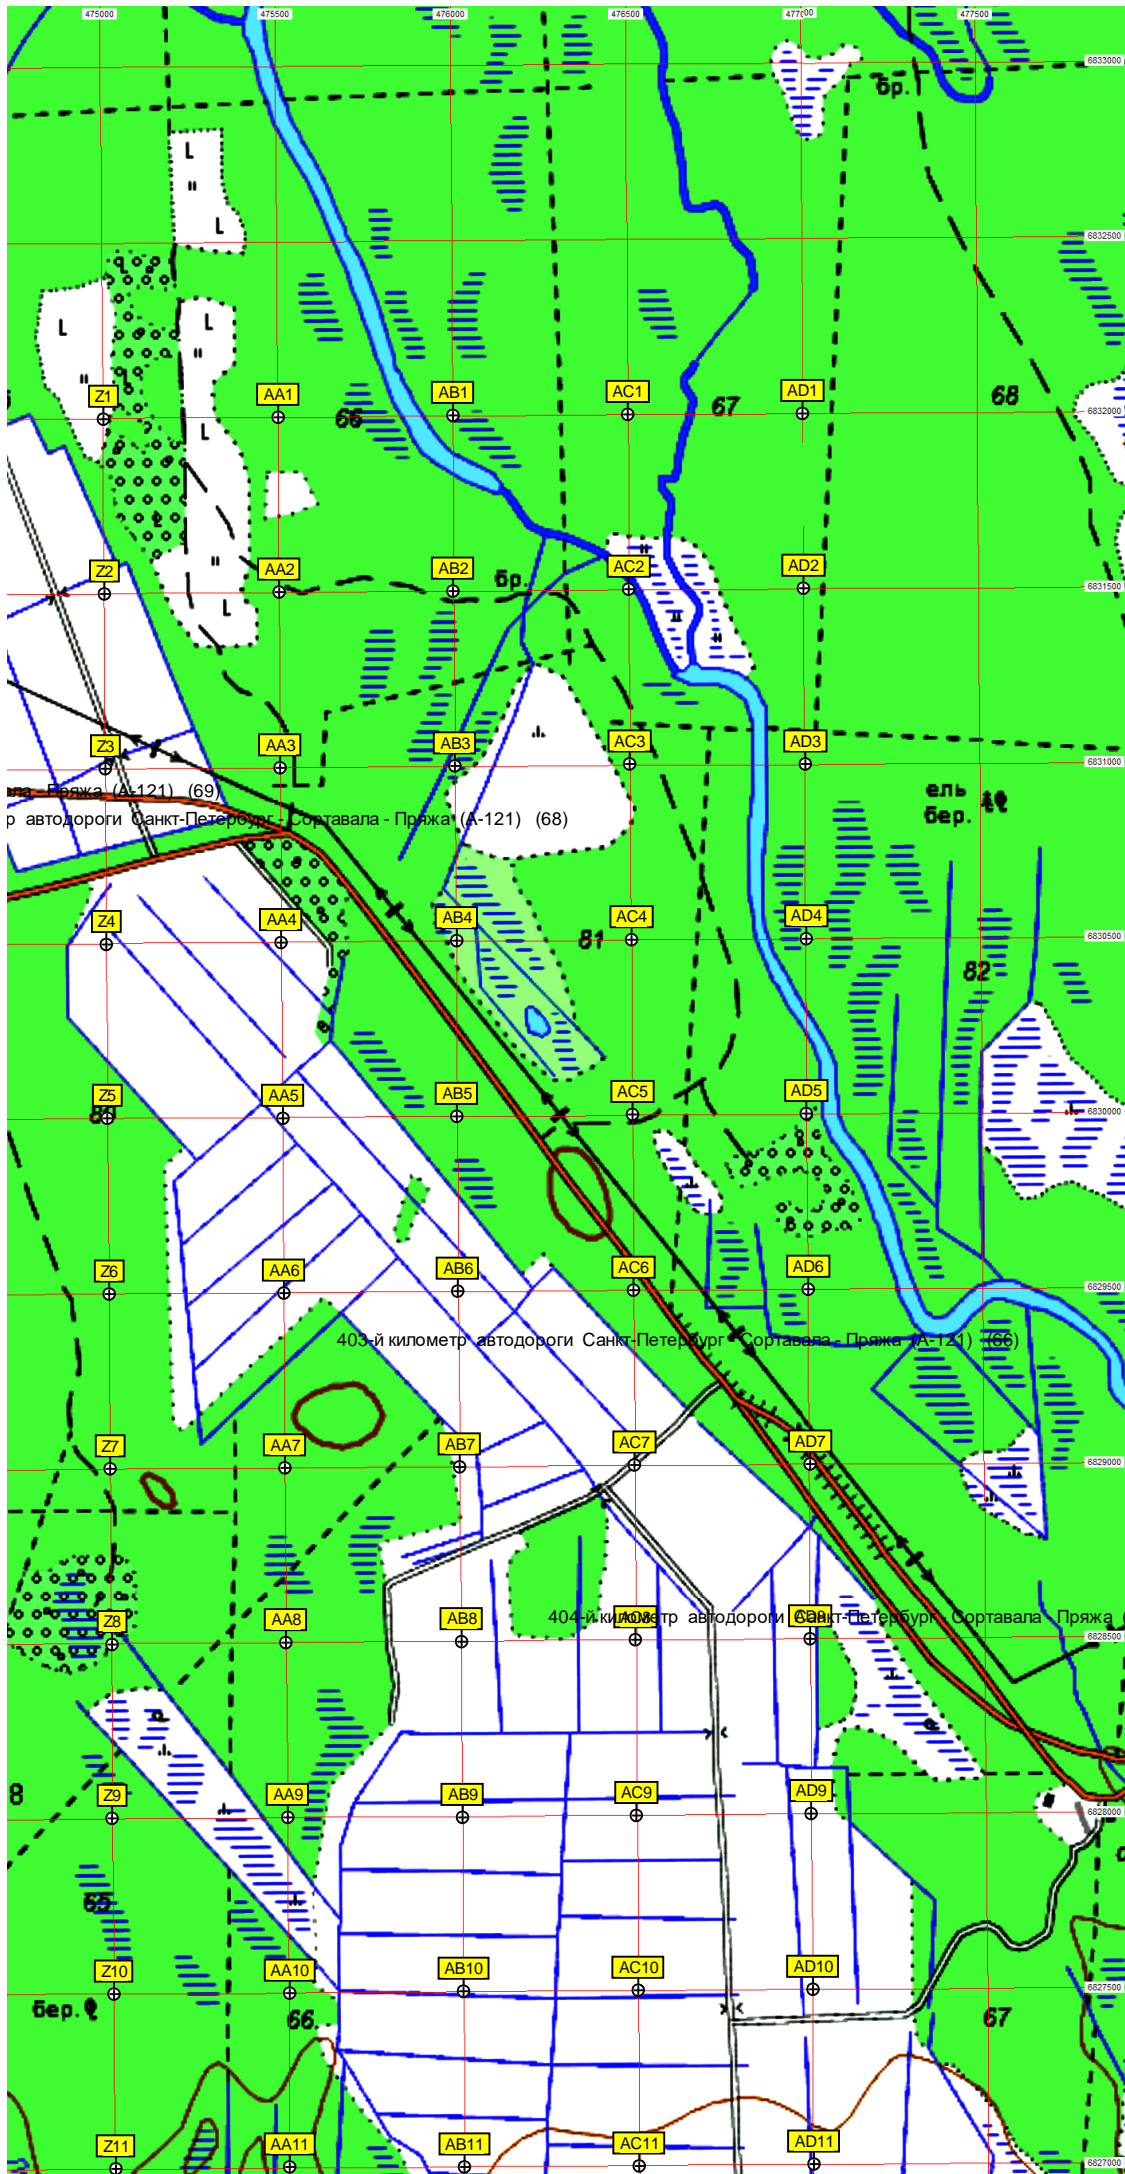 475000 475500 476000 476500 477000 477500
6833000
бр.
L
L
6832500
L
L
Z1 AA1 AB1 AC1 AD1
66 67 68
6832000
L
L
Z2 AA2 AB2 AC2 AD2
бр.
6831500
L
Z3 AA3 AB3 AC3 AD3
6831000
ала - Пряжа (А-121) (69)
ель
бер.
р автодороги Санкт-Петербург - Сортавала - Пряжа (А-121) (68)
Z4 AA4 AB4 AC4 AD4
81
6830500
82
Z5 AA5 AB5 AC5 AD5
80
6830000
Z6 AA6 AB6 AC6 AD6
6829500
403-й километр автодороги Санкт-Петербург - Сортавала - Пряжа (А-121) (66)
Z7 AA7 AB7 AC7 AD7
6829000
Z8 AA8 AB8 AC8 AD8
404-й километр автодороги Санкт-Петербург - Сортавала - Пряжа (
6828500
8
Z9 AA9 AB9 AC9 AD9
6828000
65
Z10 AA10 AB10 AC10 AD10
6827500
бер.
66 67
Z11 AA11 AB11 AC11 AD11
6827000